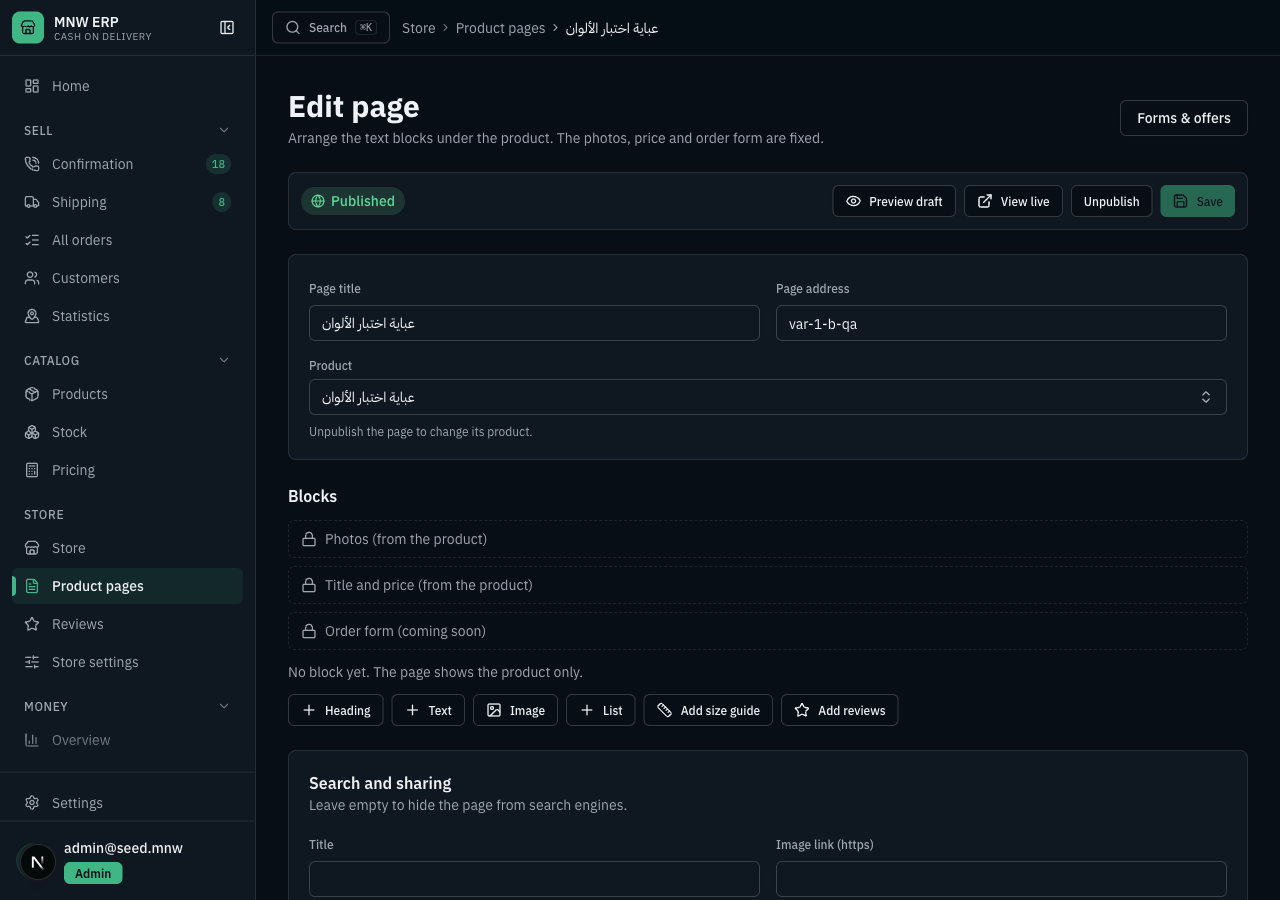 MNW ERP
CASH ON DELIVERY
Search ⌘K
Store > Product pages > عباية اختبار الألوان
Home
SELL
Confirmation 18
Shipping 8
All orders
Customers
Statistics
CATALOG
Products
Stock
Pricing
STORE
Store
Product pages
Reviews
Store settings
MONEY
Overview
Settings
N
admin@seed.mnw
Admin
Edit page
Arrange the text blocks under the product. The photos, price and order form are fixed.
Forms & offers
Published
Preview draft
View live
Unpublish
Save
Page title
عباية اختبار الألوان
Page address
var-1-b-qa
Product
عباية اختبار الألوان
Unpublish the page to change its product.
Blocks
Photos (from the product)
Title and price (from the product)
Order form (coming soon)
No block yet. The page shows the product only.
Heading
Text
Image
List
Add size guide
Add reviews
Search and sharing
Leave empty to hide the page from search engines.
Title
Image link (https)